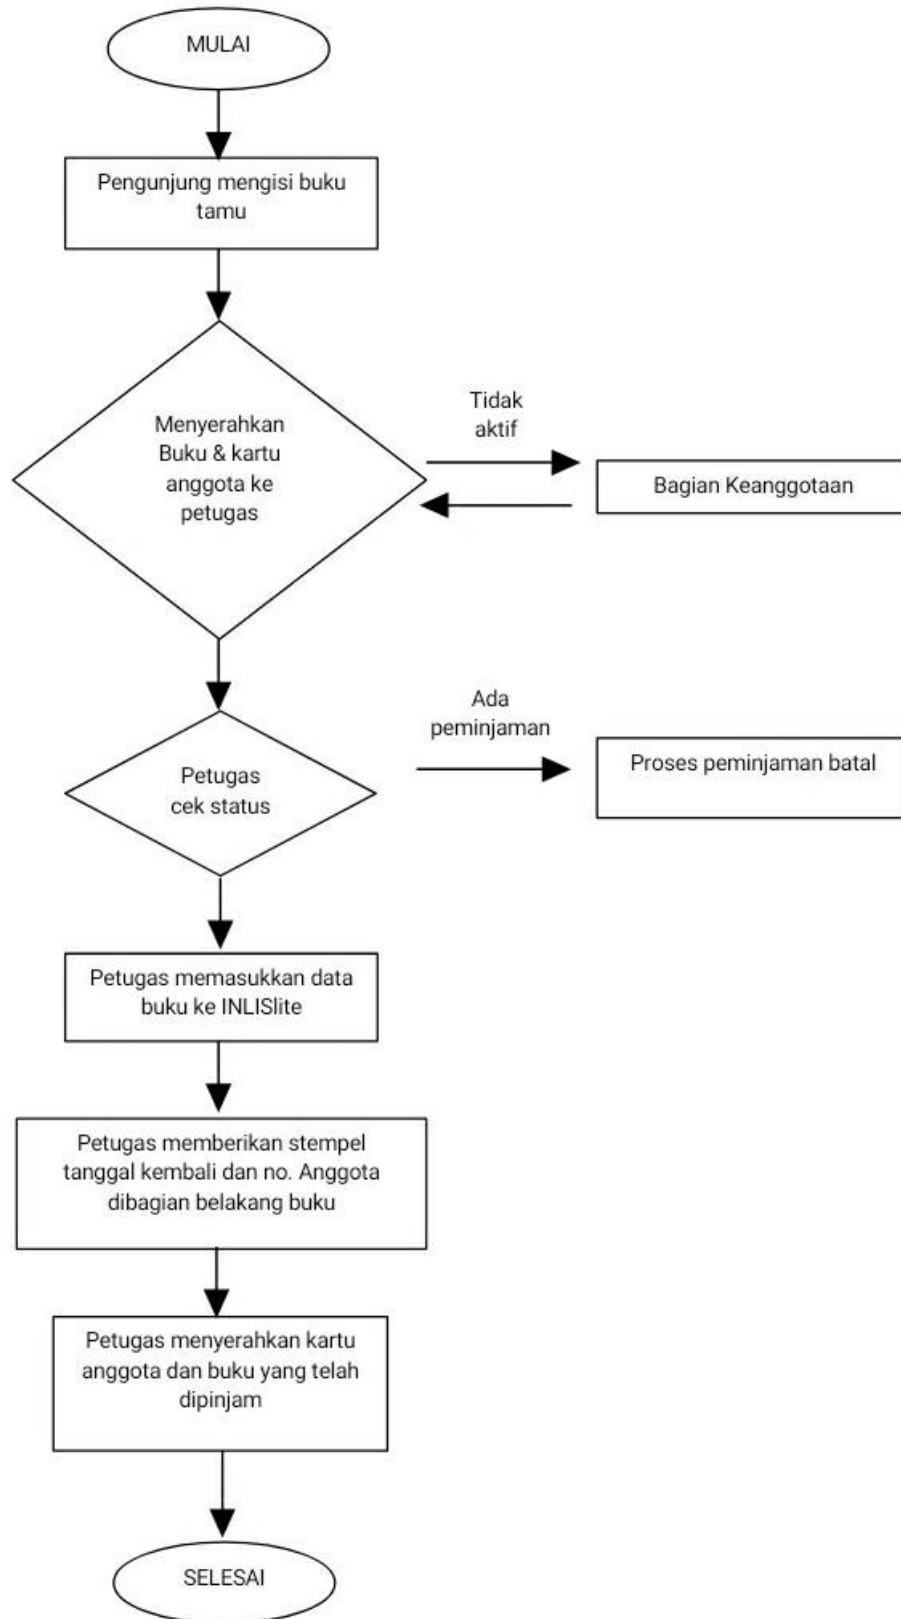 MULAI
Pengunjung mengisi buku
tamu
Menyerahkan
Buku & kartu
anggota ke
petugas
Tidak
aktif
Bagian Keanggotaan
Petugas
cek status
Ada
peminjaman
Proses peminjaman batal
Petugas memasukkan data
buku ke INLISlite
Petugas memberikan stempel
tanggal kembali dan no. Anggota
dibagian belakang buku
Petugas menyerahkan kartu
anggota dan buku yang telah
dipinjam
SELESAI